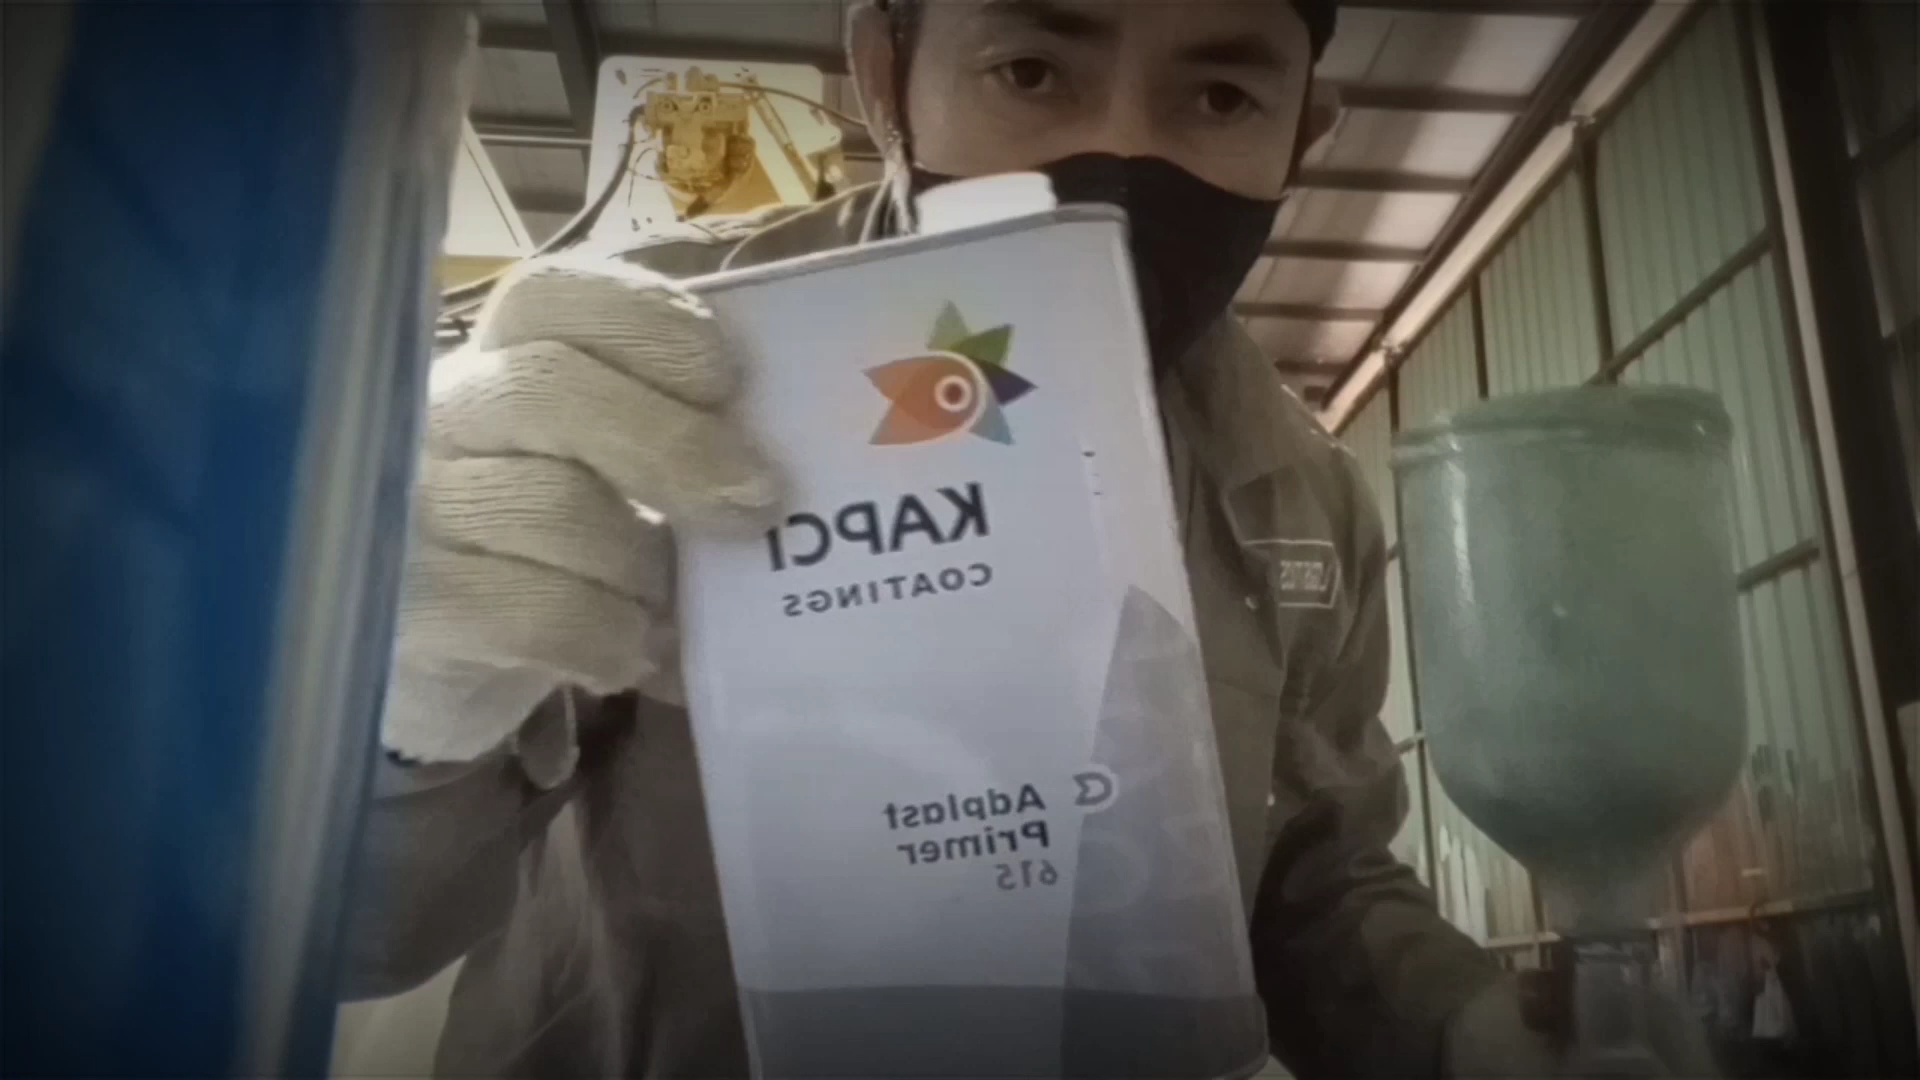 KAPCI
COATINGS
Adplast
Primer
615